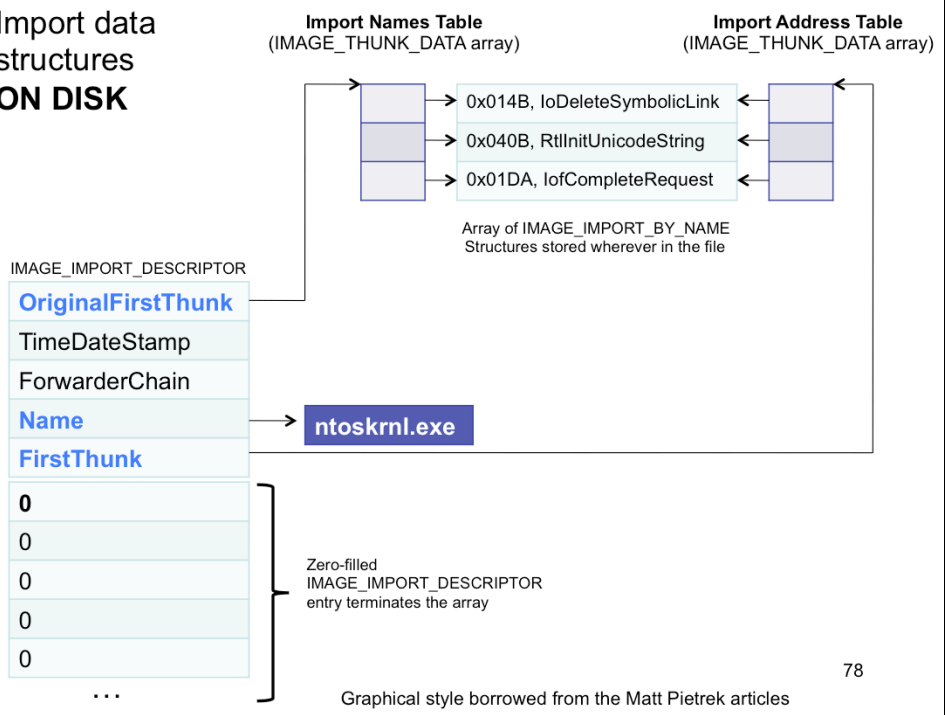 Import data
structures
ON DISK
Import Names Table
(IMAGE_THUNK_DATA array)
Import Address Table
(IMAGE_THUNK_DATA array)
0x014B, IoDeleteSymbolicLink
0x040B, RtlInitUnicodeString
0x01DA, IofCompleteRequest
Array of IMAGE_IMPORT_BY_NAME
Structures stored wherever in the file
IMAGE_IMPORT_DESCRIPTOR
OriginalFirstThunk
TimeDateStamp
ForwarderChain
Name
ntoskrnl.exe
FirstThunk
0
0
0
0
0
...
Zero-filled
IMAGE_IMPORT_DESCRIPTOR
entry terminates the array
78
Graphical style borrowed from the Matt Pietrek articles